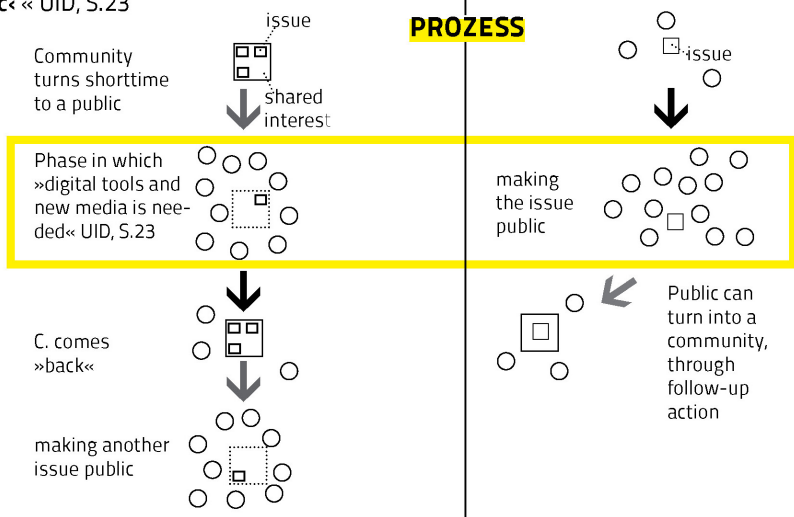 « UID, S.23
PROZESS
issue
Community
turns shorttime
to a public
shared
interest
Phase in which
»digital tools and
new media is nee-
ded« UID, S.23
C. comes
»back«
making another
issue public
issue
making
the issue
public
Public can
turn into a
community,
through
follow-up
action